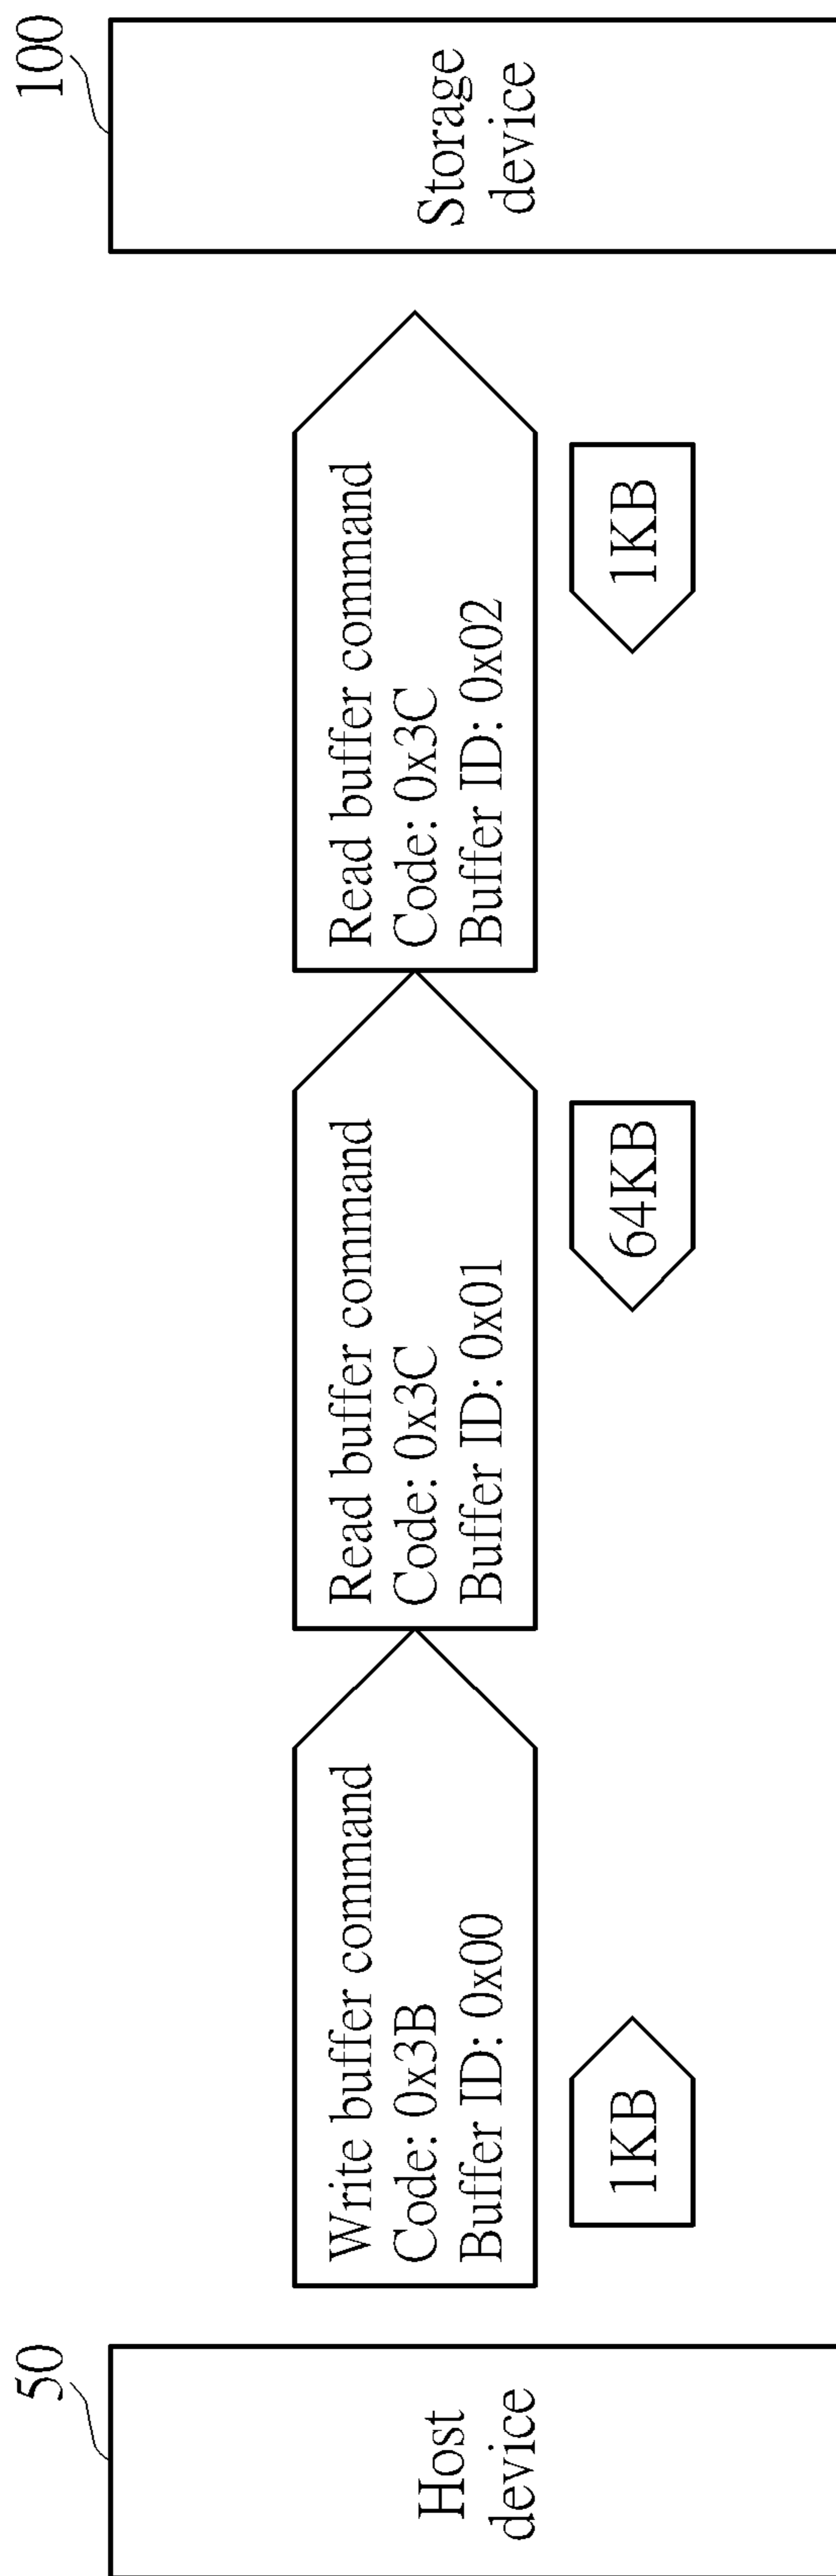 50
Host
device
Write buffer command
Code: 0x3B
Buffer ID: 0x00
1KB
Read buffer command
Code: 0x3C
Buffer ID: 0x01
64KB
Read buffer command
Code: 0x3C
Buffer ID: 0x02
1KB
100
Storage
device